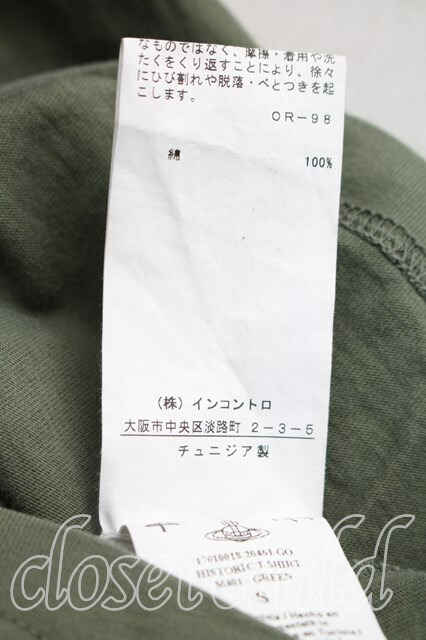 なものではなく、摩擦・着用や洗
たくをくり返すことにより、徐々
にひび割れや脱落・べとつきを起
こします。
OR-98
綿 100%
(株) インコントロ
大阪市中央区淡路町 2-3-5
チュニジア製
17010018-20461-GO
HISTORIC T-SHIRT
- GREEN
S
closet child